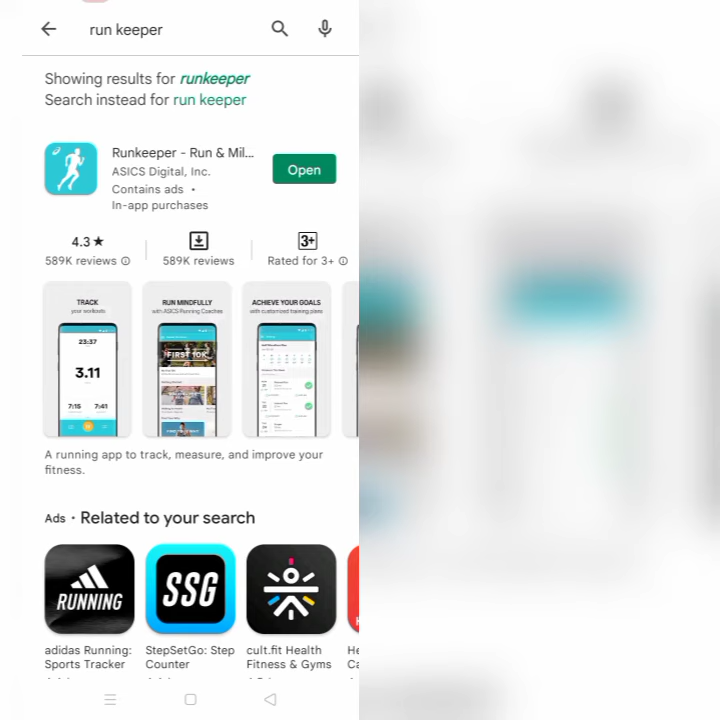 run keeper
Showing results for runkeeper
Search instead for run keeper
Runkeeper - Run & Mil...
ASICS Digital, Inc.
Contains ads •
In-app purchases
Open
4.3★
589K reviews
589K reviews
3+
Rated for 3+
TRACK
your workouts
23:37
3.11
7:15 7:41
RUN MINDFULLY
with ASICS Running Coaches
FIRST 10K
ACHIEVE YOUR GOALS
with customized training plans
A running app to track, measure, and improve your
fitness.
Ads · Related to your search
RUNNING
SSG
adidas Running:
Sports Tracker
StepSetGo: Step
Counter
cult.fit Health
Fitness & Gyms
He
Ca